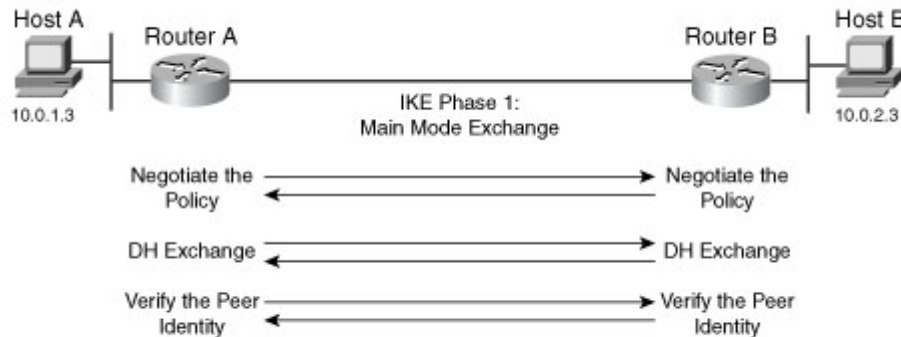 Host A
Host B
Router A
Router B
10.0.1.3
10.0.2.3
IKE Phase 1:
Main Mode Exchange
Negotiate the
Policy
Negotiate the
Policy
DH Exchange
DH Exchange
Verify the Peer
Identity
Verify the Peer
Identity